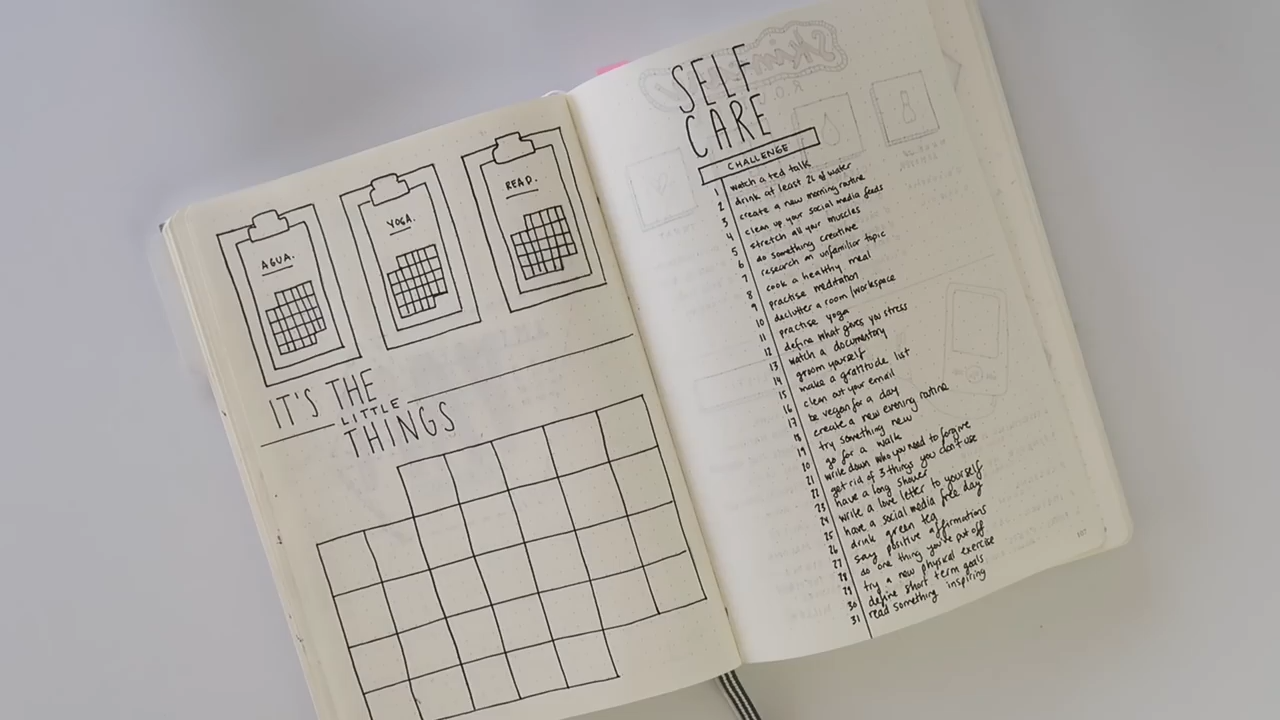 AGUA.
YOGA.
READ.
IT'S THE
LITTLE
THINGS
SELF
CARE
CHALLENGE
1 watch a ted talk
2 drink at least 2L of water
3 create a new morning routine
4 clean up your social media feeds
5 stretch all your muscles
6 do something creative
7 research an unfamiliar topic
8 cook a healthy meal
9 practise meditation
10 declutter a room/workspace
11 practise yoga
12 define what gives you stress
13 watch a documentary
14 groom yourself
15 make a gratitude list
16 clean out your email
17 be vegan for a day
18 create a new evening routine
19 try something new
20 go for a walk
21 write down who you need to forgive
22 get rid of 3 things you don't use
23 have a long shower
24 write a love letter to yourself
25 have a social media free day
26 drink green tea
27 say positive affirmations
28 do one thing you've put off
29 try a new physical exercise
30 define short term goals
31 read something inspiring